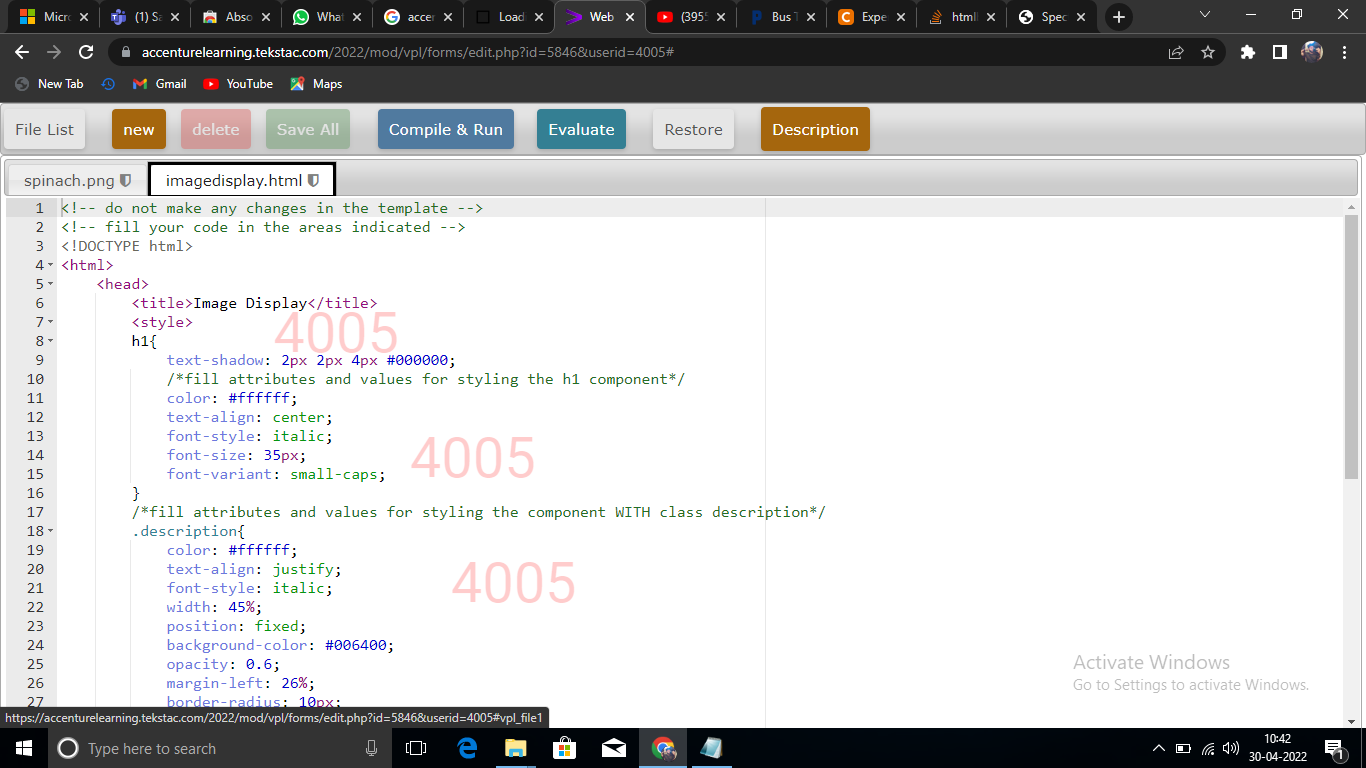 Micro
(1) Sa
Abso
What
accer
Load
Web
(3955
Bus T
Expe
html
Spec
accenturelearning.tekstac.com/2022/mod/vpl/forms/edit.php?id=5846&userid=4005#
New Tab
Gmail
YouTube
Maps
File List
new
delete
Save All
Compile & Run
Evaluate
Restore
Description
spinach.png
imagedisplay.html
1 <!-- do not make any changes in the template -->
2 <!-- fill your code in the areas indicated -->
3 <!DOCTYPE html>
4 <html>
5 <head>
6 <title>Image Display</title>
7 <style>
8 h1{
9 text-shadow: 2px 2px 4px #000000;
10 /*fill attributes and values for styling the h1 component*/
11 color: #ffffff;
12 text-align: center;
13 font-style: italic;
14 font-size: 35px;
15 font-variant: small-caps;
16 }
17 /*fill attributes and values for styling the component WITH class description*/
18 .description{
19 color: #ffffff;
20 text-align: justify;
21 font-style: italic;
22 width: 45%;
23 position: fixed;
24 background-color: #006400;
25 opacity: 0.6;
26 margin-left: 26%;
27 border-radius: 10px;
4005
4005
4005
Activate Windows
Go to Settings to activate Windows.
https://accenturelearning.tekstac.com/2022/mod/vpl/forms/edit.php?id=5846&userid=4005#vpl_file1
Type here to search
10:42
30-04-2022
1